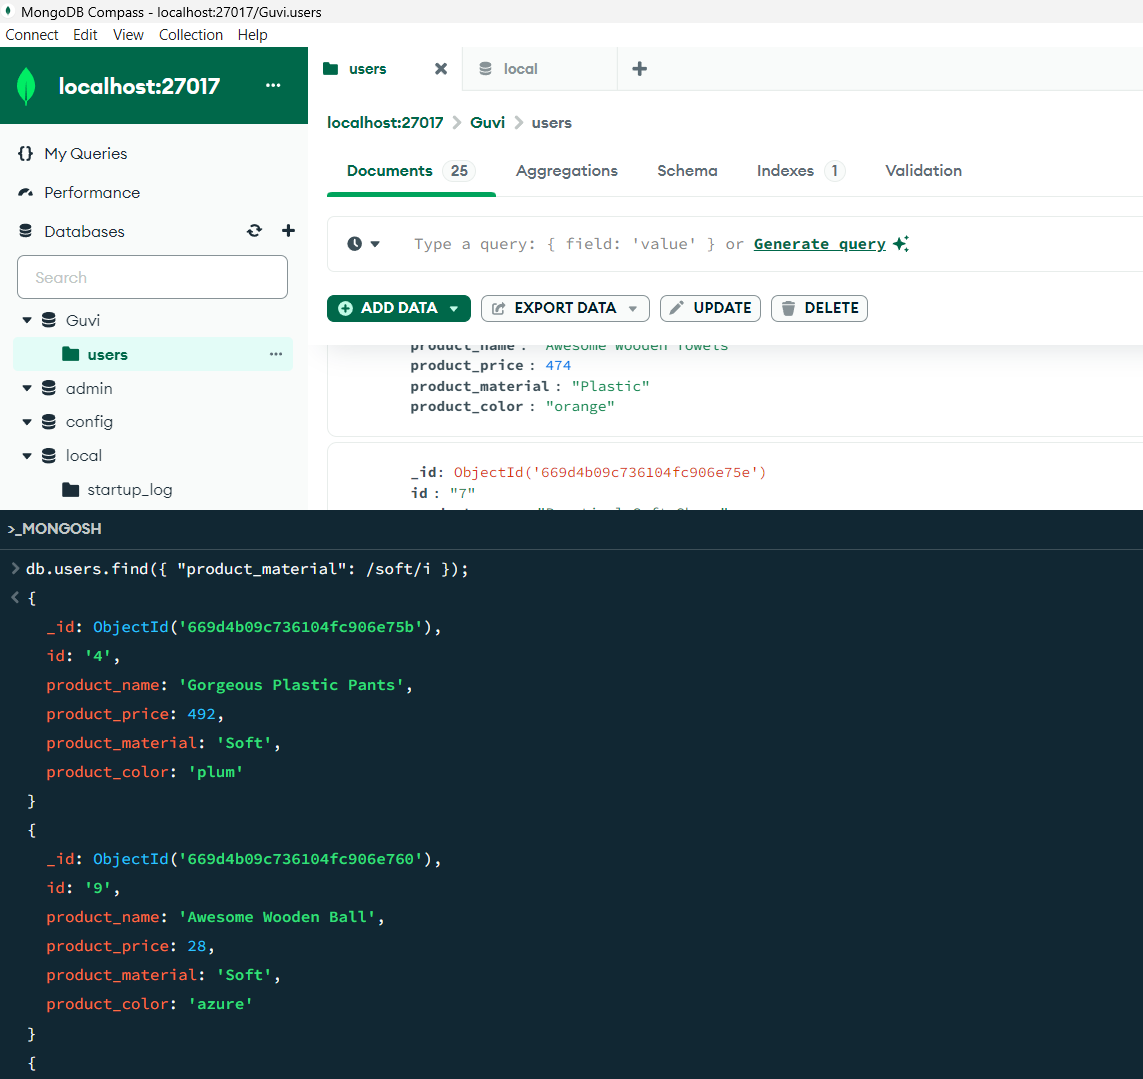 MongoDB Compass - localhost:27017/Guvi.users
Connect Edit View Collection Help
localhost:27017 ...
users
local
localhost:27017 > Guvi > users
{} My Queries
Performance
Databases
Search
Guvi
users ...
admin
config
local
startup_log
Documents 25 Aggregations Schema Indexes 1 Validation
Type a query: { field: 'value' } or Generate query
ADD DATA EXPORT DATA UPDATE DELETE
product_name : "Awesome Wooden Towels"
product_price : 474
product_material : "Plastic"
product_color : "orange"
_id: ObjectId('669d4b09c736104fc906e75e')
id : "7"
>_MONGOSH
> db.users.find({ "product_material": /soft/i });
< {
_id: ObjectId('669d4b09c736104fc906e75b'),
id: '4',
product_name: 'Gorgeous Plastic Pants',
product_price: 492,
product_material: 'Soft',
product_color: 'plum'
}
{
_id: ObjectId('669d4b09c736104fc906e760'),
id: '9',
product_name: 'Awesome Wooden Ball',
product_price: 28,
product_material: 'Soft',
product_color: 'azure'
}
{